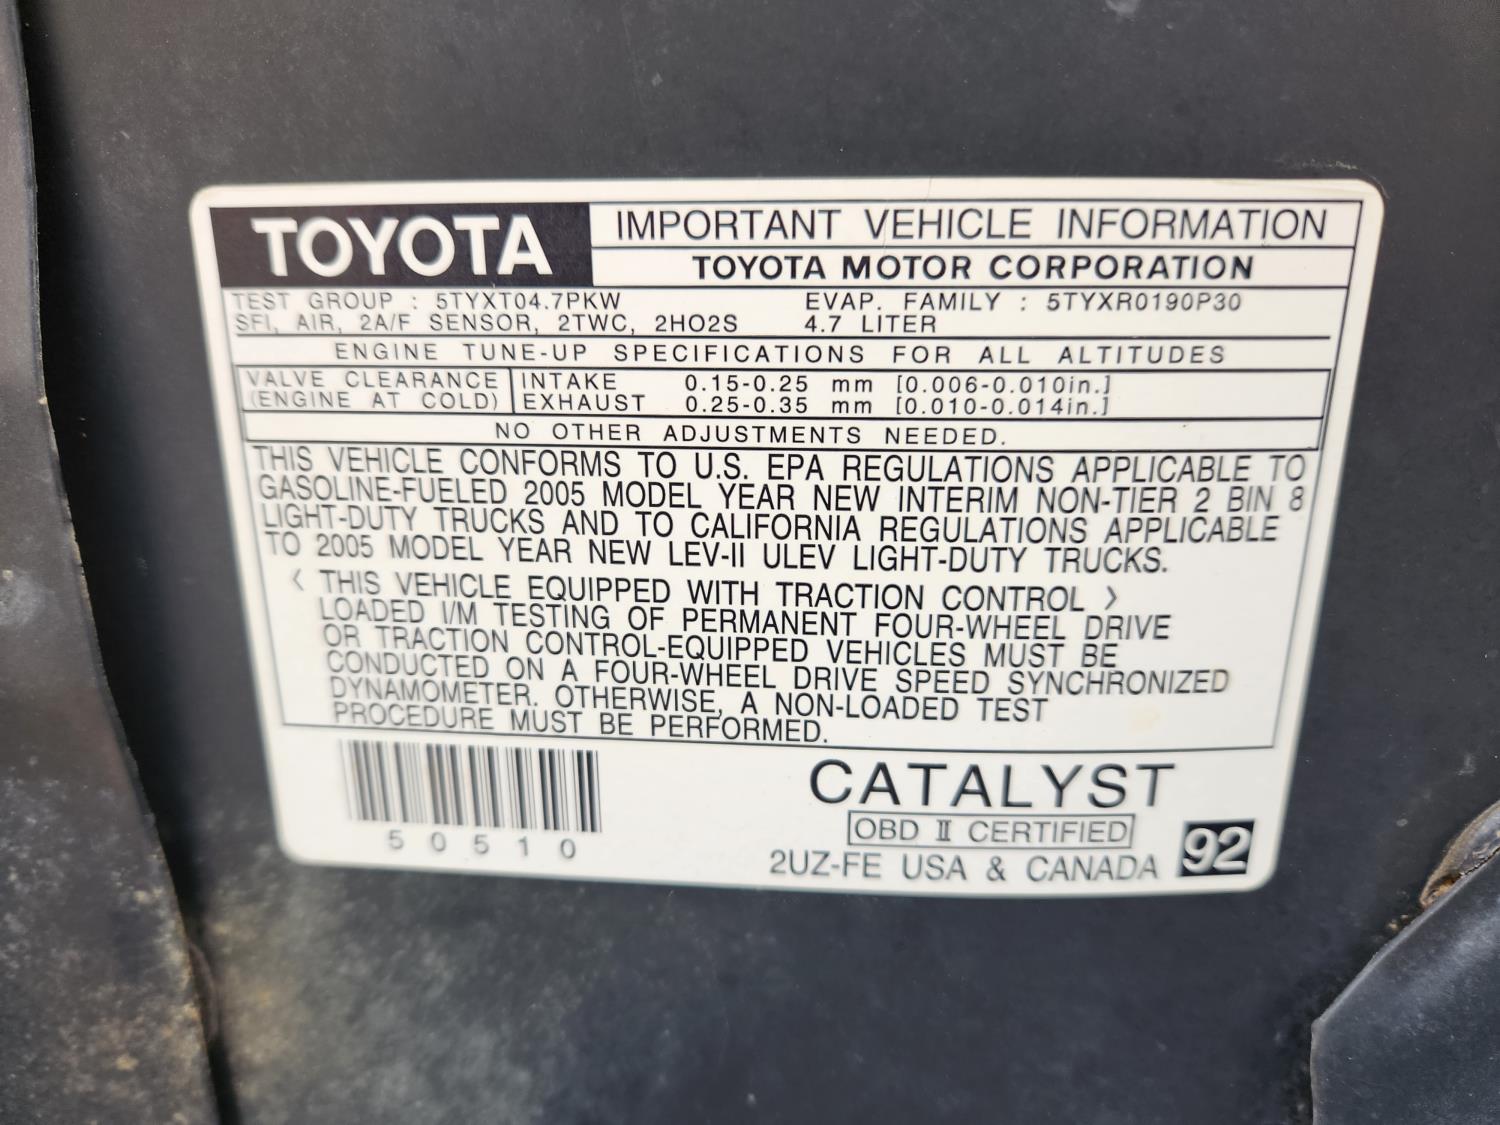 TOYOTA IMPORTANT VEHICLE INFORMATION
TOYOTA MOTOR CORPORATION
TEST GROUP : 5TYXT04.7PKW EVAP. FAMILY : 5TYXR0190P30
SFI, AIR, 2A/F SENSOR, 2TWC, 2HO2S 4.7 LITER
ENGINE TUNE-UP SPECIFICATIONS FOR ALL ALTITUDES
VALVE CLEARANCE INTAKE 0.15-0.25 mm [0.006-0.010in.]
(ENGINE AT COLD) EXHAUST 0.25-0.35 mm [0.010-0.014in.]
NO OTHER ADJUSTMENTS NEEDED.
THIS VEHICLE CONFORMS TO U.S. EPA REGULATIONS APPLICABLE TO
GASOLINE-FUELED 2005 MODEL YEAR NEW INTERIM NON-TIER 2 BIN 8
LIGHT-DUTY TRUCKS AND TO CALIFORNIA REGULATIONS APPLICABLE
TO 2005 MODEL YEAR NEW LEV-II ULEV LIGHT-DUTY TRUCKS.
〈 THIS VEHICLE EQUIPPED WITH TRACTION CONTROL 〉
LOADED I/M TESTING OF PERMANENT FOUR-WHEEL DRIVE
OR TRACTION CONTROL-EQUIPPED VEHICLES MUST BE
CONDUCTED ON A FOUR-WHEEL DRIVE SPEED SYNCHRONIZED
DYNAMOMETER. OTHERWISE, A NON-LOADED TEST
PROCEDURE MUST BE PERFORMED.
CATALYST
OBD II CERTIFIED
50510
2UZ-FE USA & CANADA 92